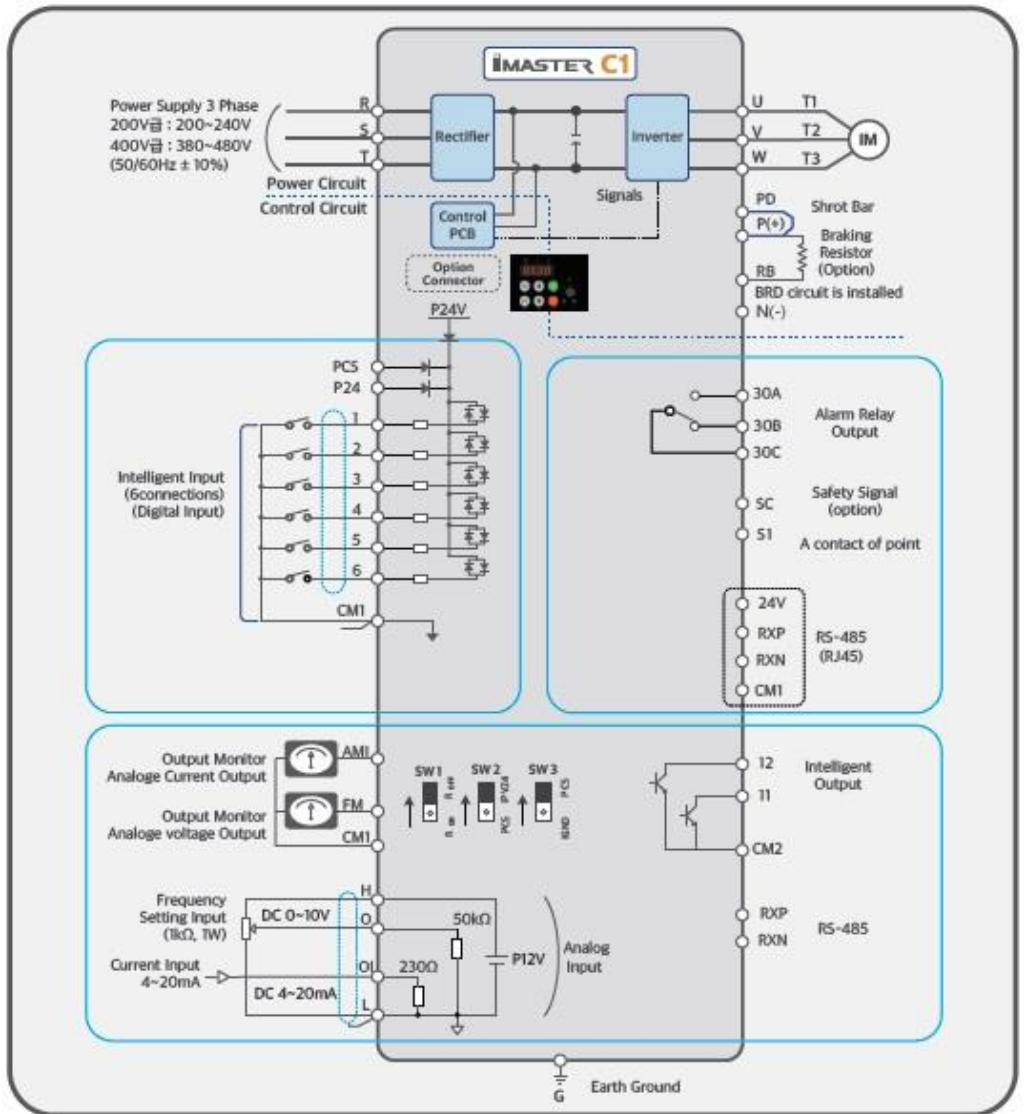 iMASTER C1
Power Supply 3 Phase
200V급 : 200~240V
400V급 : 380~480V
(50/60Hz ± 10%)
R
S
T
Rectifier
Inverter
U T1
V T2
W T3
IM
Power Circuit
Control Circuit
Signals
Control
PCB
Option
Connector
PD
P(+)
Shrot Bar
Braking
Resistor
(Option)
RB
BRD circuit is installed
N(-)
P24V
PCS
P24
1
2
3
4
5
6
CM1
Intelligent Input
(6connections)
(Digital Input)
30A
30B
30C
Alarm Relay
Output
SC
S1
Safety Signal
(option)
A contact of point
24V
RXP
RXN
CM1
RS-485
(RJ45)
Output Monitor
Analoge Current Output
AMI
Output Monitor
Analoge voltage Output
FM
CM1
SW1
R off
R on
SW2
PV24
PCS
SW3
PCS
IGND
12
11
CM2
Intelligent
Output
Frequency
Setting Input
(1kΩ, 1W)
DC 0~10V
Current Input
4~20mA
DC 4~20mA
H
O
OI
L
50kΩ
230Ω
P12V
Analog
Input
RXP
RXN
RS-485
G
Earth Ground